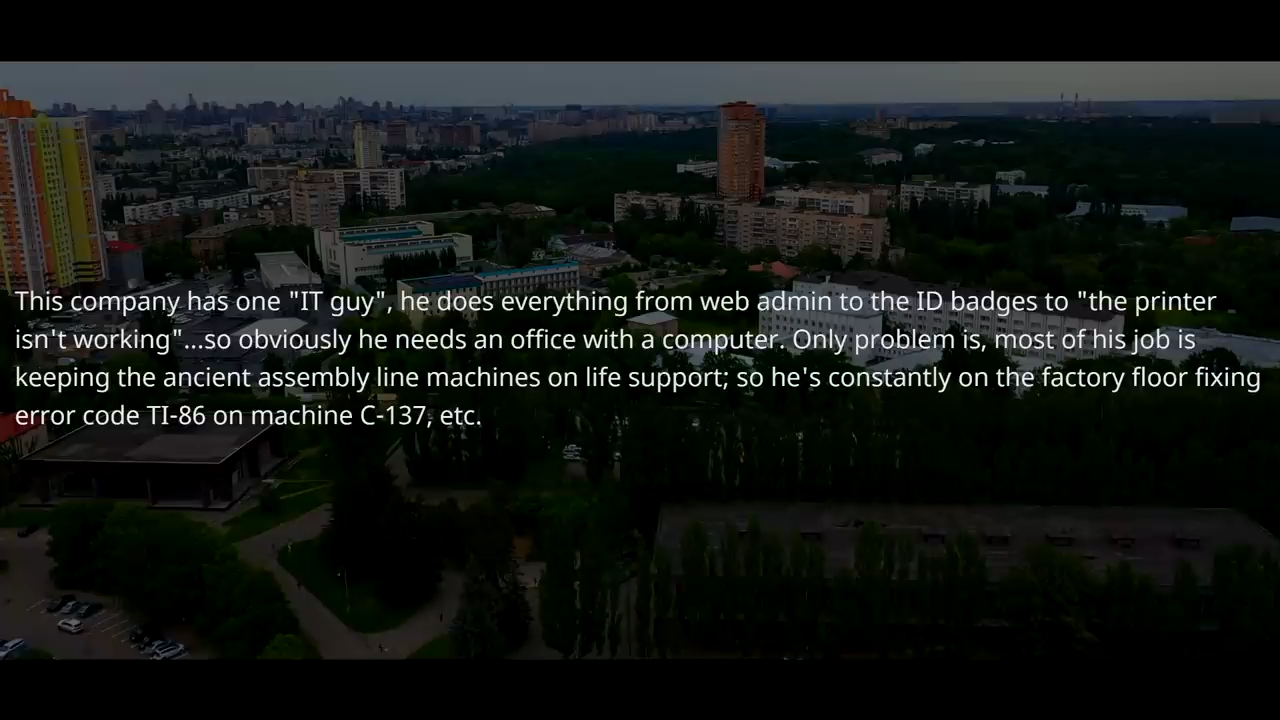 This company has one "IT guy", he does everything from web admin to the ID badges to "the printer
isn't working"...so obviously he needs an office with a computer. Only problem is, most of his job is
keeping the ancient assembly line machines on life support; so he's constantly on the factory floor fixing
error code TI-86 on machine C-137, etc.